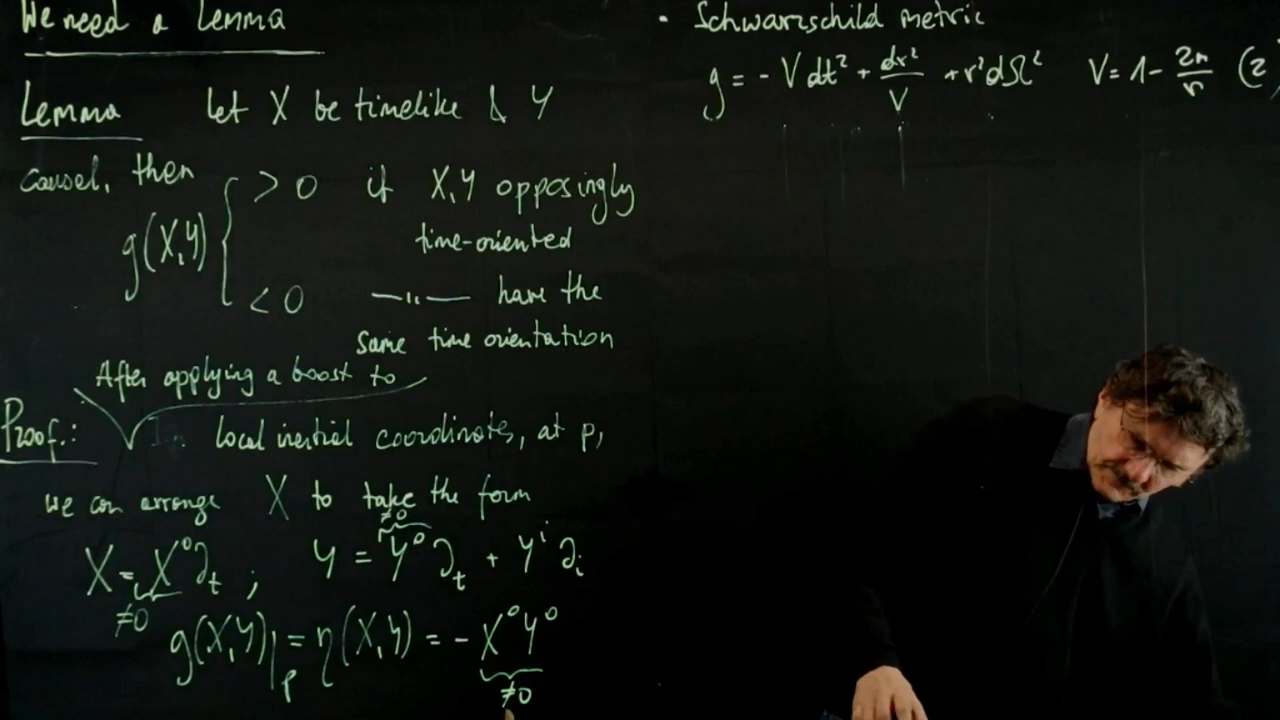 We need a Lemma
Lemma Let X be timelike & Y
causal, then
g(X,Y) { > 0 if X,Y opposingly
time-oriented
< 0 —"— have the
same time orientation
After applying a boost to
Proof.: local inertial coordinates, at p,
we can arrange X to take the form
X = X⁰∂ₜ ; Y = Y⁰∂ₜ + Yⁱ∂ᵢ
≠0 ≠0
g(X,Y)|ₚ = η(X,Y) = - X⁰Y⁰
≠0
• Schwarzschild metric
g = - V dt² + dr²/V + r²dΩ² V = 1 - 2m/r (2